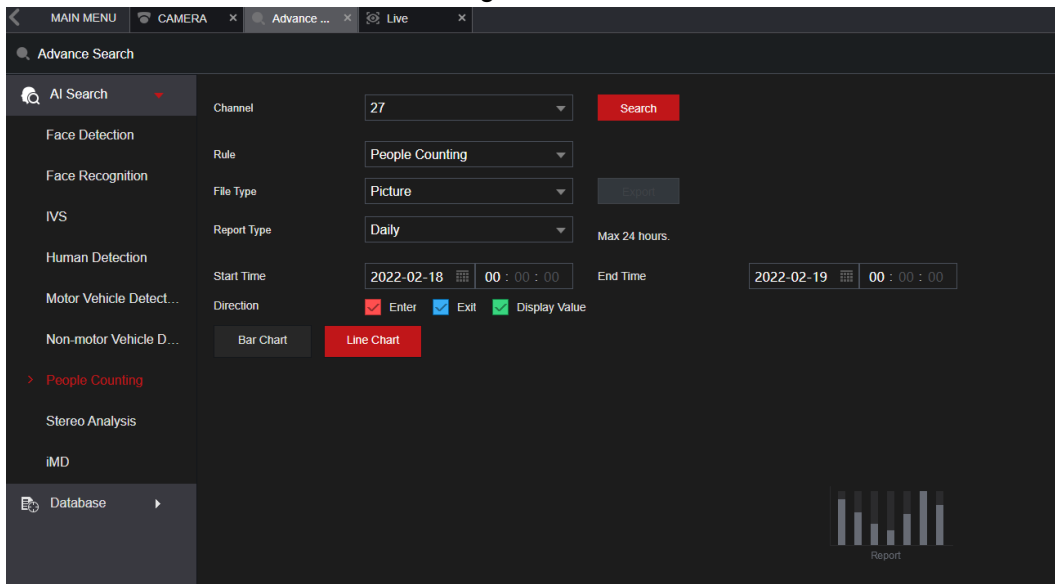 MAIN MENU CAMERA × Advance ... × Live ×
Advance Search
AI Search
Channel 27 Search
Face Detection
Rule People Counting
Face Recognition
File Type Picture Export
IVS
Report Type Daily Max 24 hours.
Human Detection
Start Time 2022-02-18 00 : 00 : 00 End Time 2022-02-19 00 : 00 : 00
Motor Vehicle Detect...
Direction Enter Exit Display Value
Non-motor Vehicle D...
Bar Chart Line Chart
> People Counting
Stereo Analysis
iMD
Database
Report